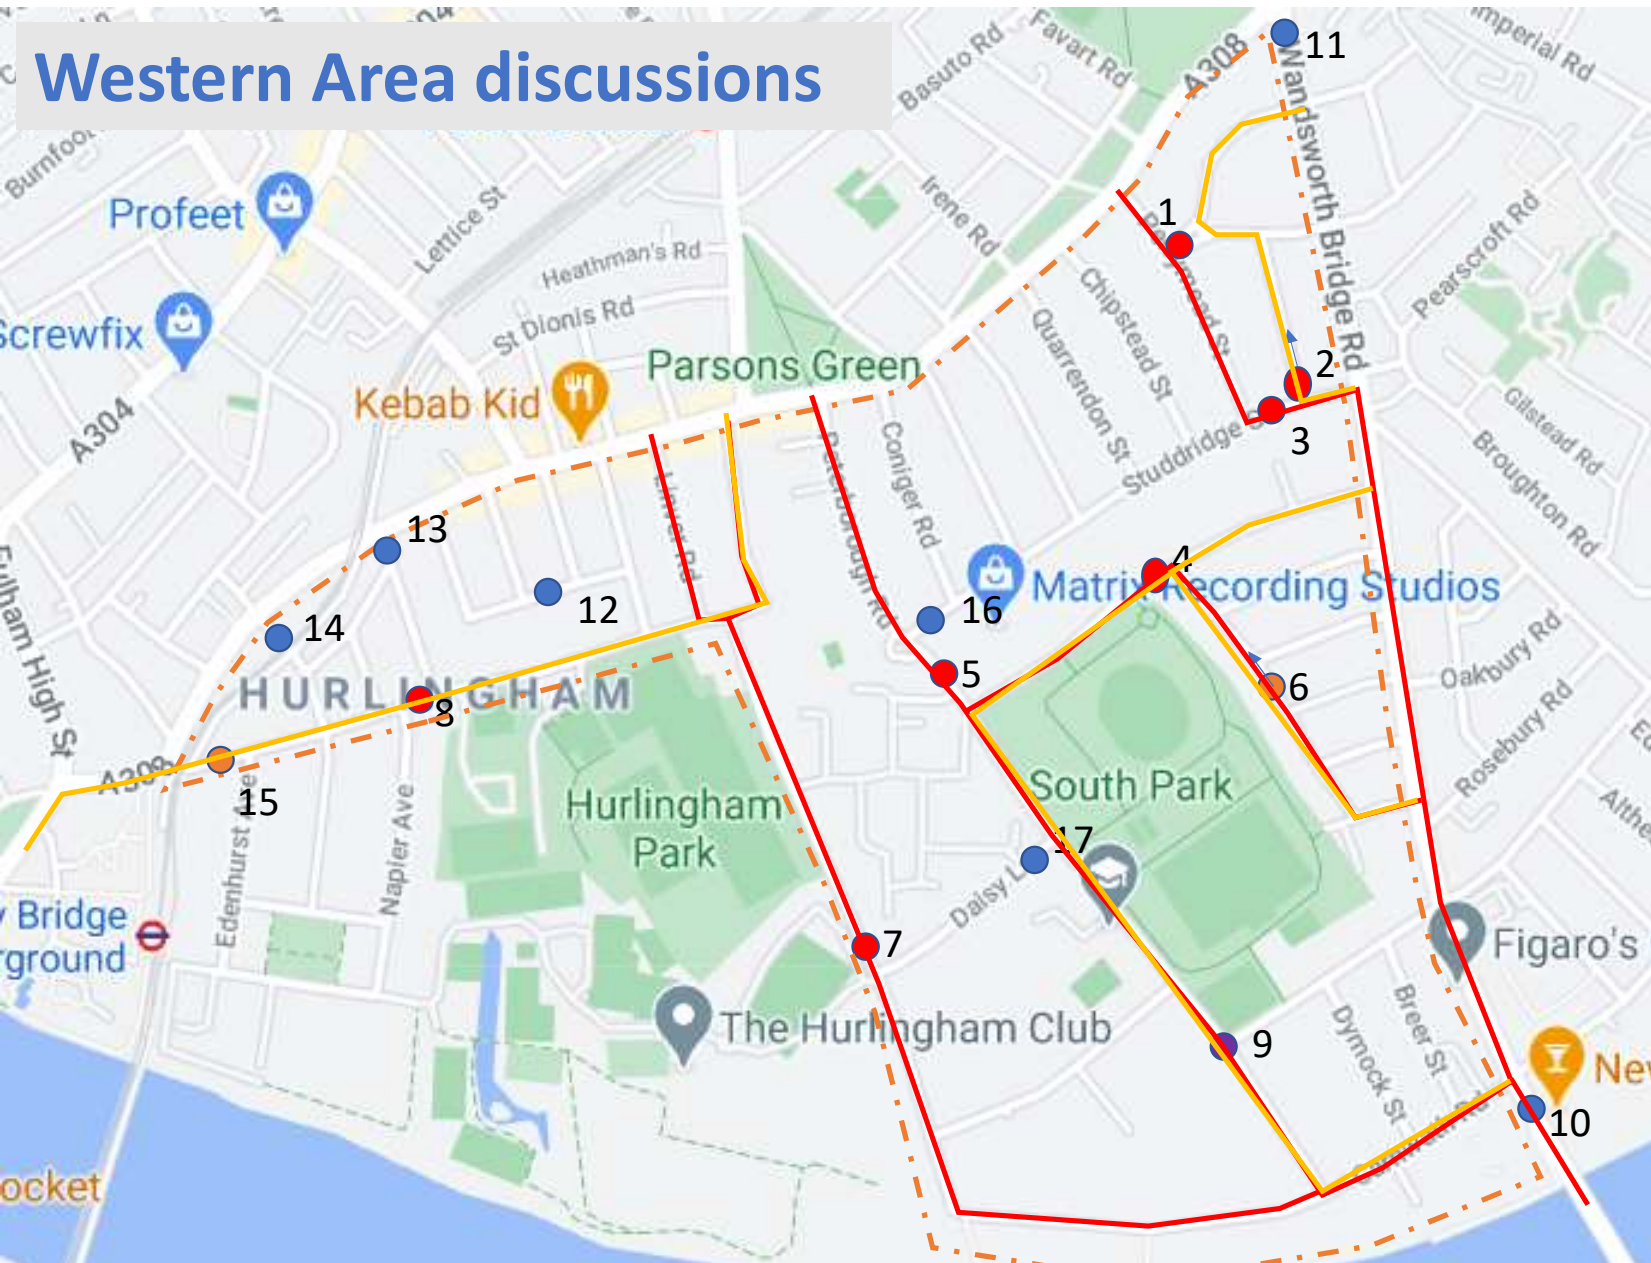 Western Area discussions
A304
Favart Rd
Imperial Rd
Basuto Rd
A308
11
Wandsworth Bridge Rd
Profeet
Lettice St
Irene Rd
1
Pearscroft Rd
Heathman's Rd
Screwfix
St Dionis Rd
Chipstead St
Quarrendon St
2
Parsons Green
Kebab Kid
A304
3
Studdridge
Gilstead Rd
Broughton Rd
Linver Rd
Peterborough Rd
Coniger Rd
13
4
Matrix Recording Studios
Fulham High St
12
16
14
HURLINGHAM
8
5
6
Oakbury Rd
Rosebury Rd
A308
15
South Park
Hurlingham
Park
Edenhurst Ave
Napier Ave
17
Daisy
y Bridge
rground
7
Figaro's
The Hurlingham Club
9
Breer St
Dymock St
10